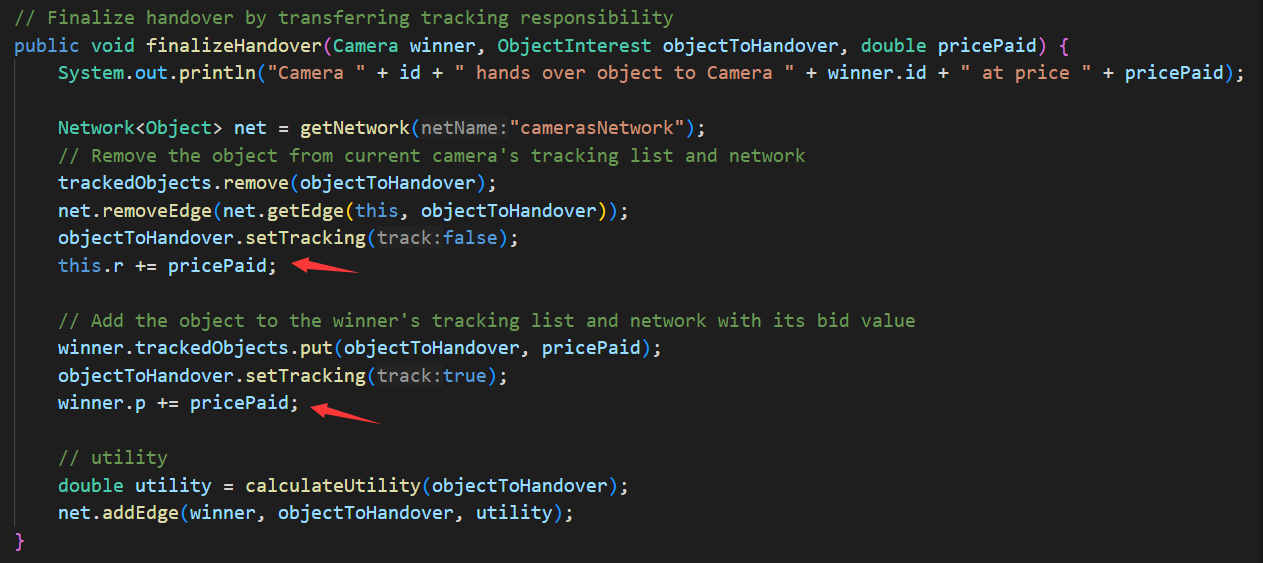 // Finalize handover by transferring tracking responsibility
public void finalizeHandover(Camera winner, ObjectInterest objectToHandover, double pricePaid) {
System.out.println("Camera " + id + " hands over object to Camera " + winner.id + " at price " + pricePaid);
Network<Object> net = getNetwork(netName:"camerasNetwork");
// Remove the object from current camera's tracking list and network
trackedObjects.remove(objectToHandover);
net.removeEdge(net.getEdge(this, objectToHandover));
objectToHandover.setTracking(track:false);
this.r += pricePaid;
// Add the object to the winner's tracking list and network with its bid value
winner.trackedObjects.put(objectToHandover, pricePaid);
objectToHandover.setTracking(track:true);
winner.p += pricePaid;
// utility
double utility = calculateUtility(objectToHandover);
net.addEdge(winner, objectToHandover, utility);
}